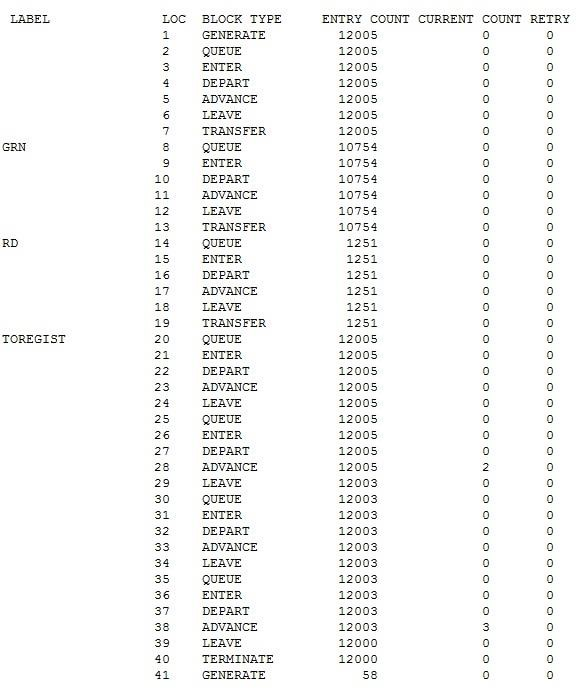 LABEL LOC BLOCK TYPE ENTRY COUNT CURRENT COUNT RETRY
1 GENERATE 12005 0 0
2 QUEUE 12005 0 0
3 ENTER 12005 0 0
4 DEPART 12005 0 0
5 ADVANCE 12005 0 0
6 LEAVE 12005 0 0
7 TRANSFER 12005 0 0
GRN 8 QUEUE 10754 0 0
9 ENTER 10754 0 0
10 DEPART 10754 0 0
11 ADVANCE 10754 0 0
12 LEAVE 10754 0 0
13 TRANSFER 10754 0 0
RD 14 QUEUE 1251 0 0
15 ENTER 1251 0 0
16 DEPART 1251 0 0
17 ADVANCE 1251 0 0
18 LEAVE 1251 0 0
19 TRANSFER 1251 0 0
TOREGIST 20 QUEUE 12005 0 0
21 ENTER 12005 0 0
22 DEPART 12005 0 0
23 ADVANCE 12005 0 0
24 LEAVE 12005 0 0
25 QUEUE 12005 0 0
26 ENTER 12005 0 0
27 DEPART 12005 0 0
28 ADVANCE 12005 2 0
29 LEAVE 12003 0 0
30 QUEUE 12003 0 0
31 ENTER 12003 0 0
32 DEPART 12003 0 0
33 ADVANCE 12003 0 0
34 LEAVE 12003 0 0
35 QUEUE 12003 0 0
36 ENTER 12003 0 0
37 DEPART 12003 0 0
38 ADVANCE 12003 3 0
39 LEAVE 12000 0 0
40 TERMINATE 12000 0 0
41 GENERATE 58 0 0